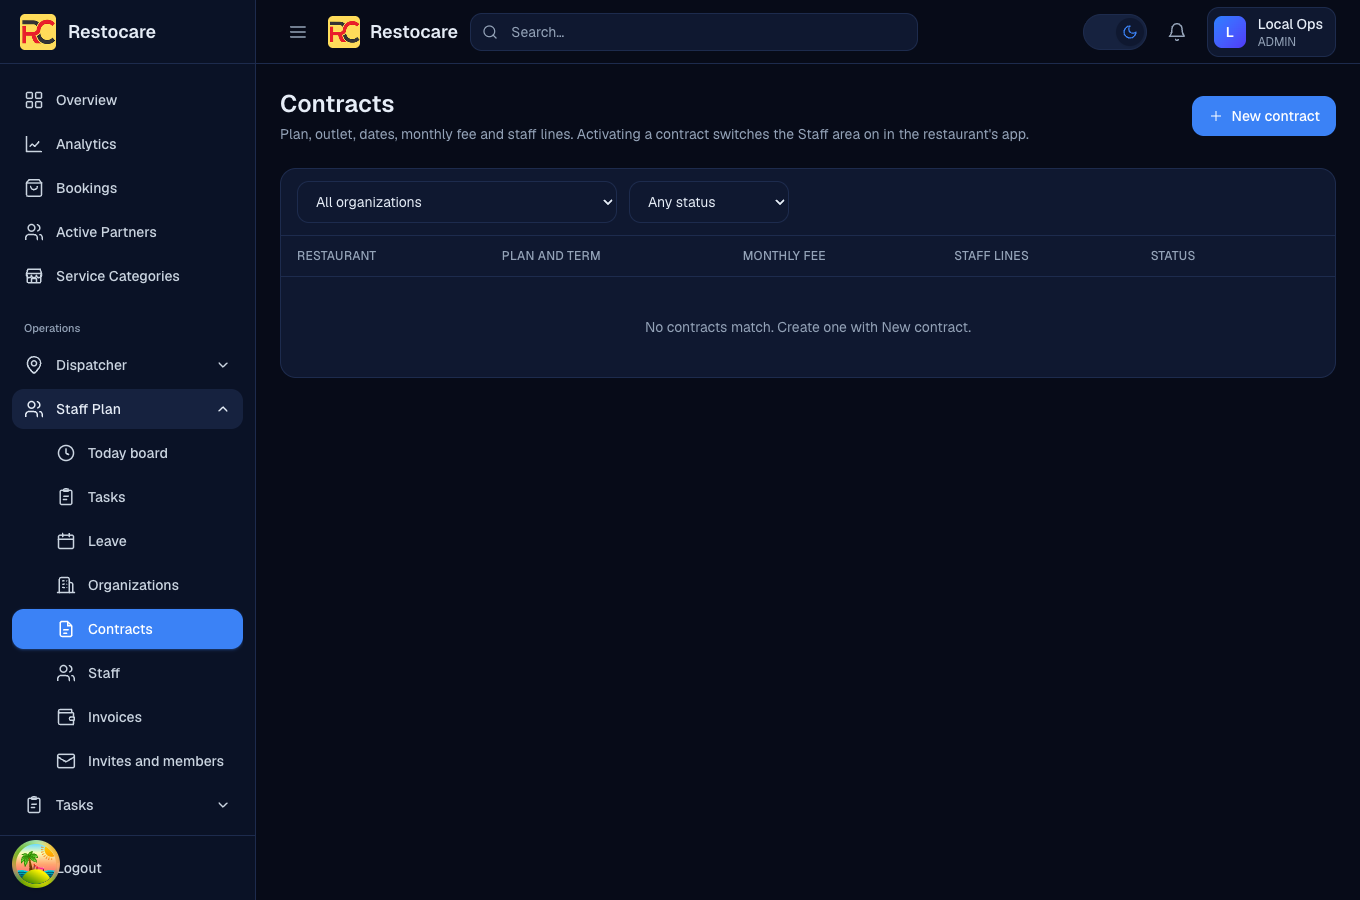 RC Restocare
RC Restocare
Search...
L
Local Ops
ADMIN
Overview
Analytics
Bookings
Active Partners
Service Categories
Operations
Dispatcher
Staff Plan
Today board
Tasks
Leave
Organizations
Contracts
Staff
Invoices
Invites and members
Tasks
Logout
Contracts
Plan, outlet, dates, monthly fee and staff lines. Activating a contract switches the Staff area on in the restaurant's app.
+ New contract
All organizations
Any status
RESTAURANT PLAN AND TERM MONTHLY FEE STAFF LINES STATUS
No contracts match. Create one with New contract.